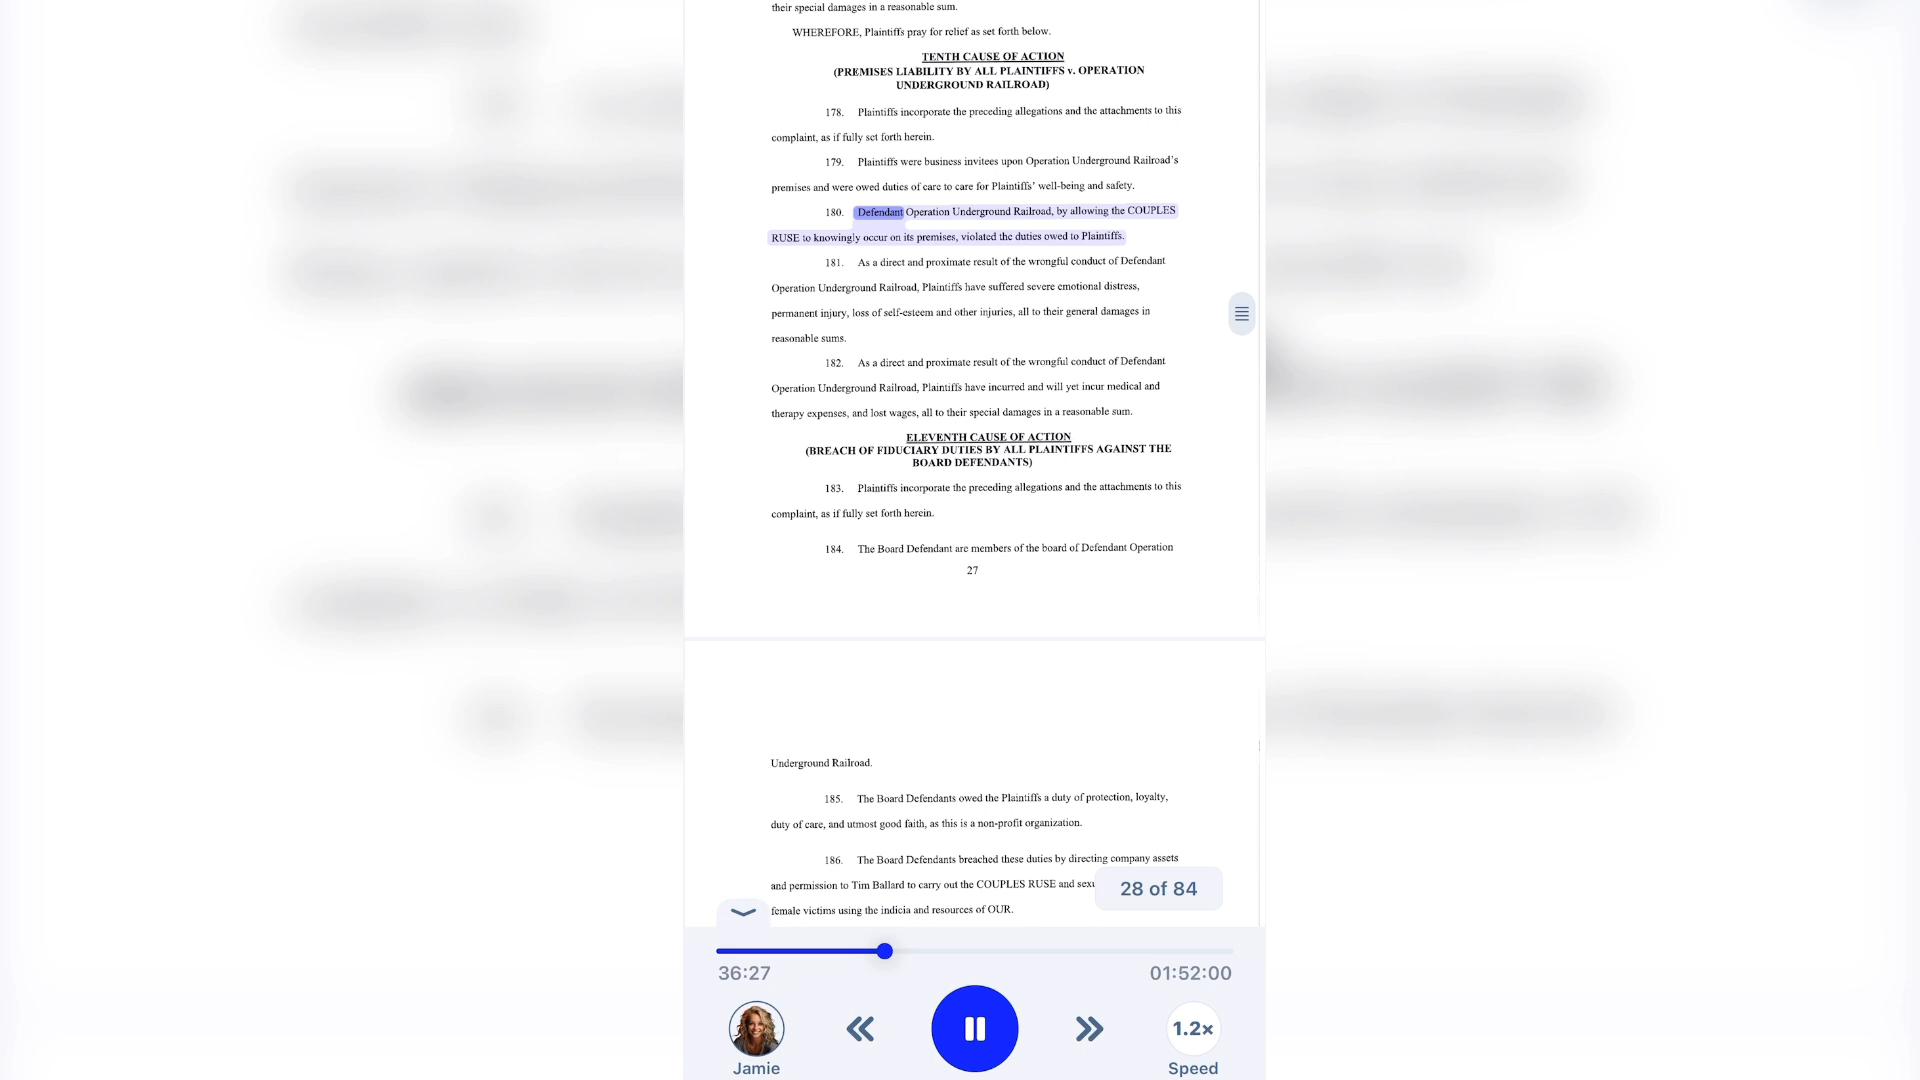 their special damages in a reasonable sum.
WHEREFORE, Plaintiffs pray for relief as set forth below.
TENTH CAUSE OF ACTION
(PREMISES LIABILITY BY ALL PLAINTIFFS v. OPERATION
UNDERGROUND RAILROAD)
178. Plaintiffs incorporate the preceding allegations and the attachments to this
complaint, as if fully set forth herein.
179. Plaintiffs were business invitees upon Operation Underground Railroad's
premises and were owed duties of care to care for Plaintiffs' well-being and safety.
180. Defendant Operation Underground Railroad, by allowing the COUPLES
RUSE to knowingly occur on its premises, violated the duties owed to Plaintiffs.
181. As a direct and proximate result of the wrongful conduct of Defendant
Operation Underground Railroad, Plaintiffs have suffered severe emotional distress,
permanent injury, loss of self-esteem and other injuries, all to their general damages in
reasonable sums.
182. As a direct and proximate result of the wrongful conduct of Defendant
Operation Underground Railroad, Plaintiffs have incurred and will yet incur medical and
therapy expenses, and lost wages, all to their special damages in a reasonable sum.
ELEVENTH CAUSE OF ACTION
(BREACH OF FIDUCIARY DUTIES BY ALL PLAINTIFFS AGAINST THE
BOARD DEFENDANTS)
183. Plaintiffs incorporate the preceding allegations and the attachments to this
complaint, as if fully set forth herein.
184. The Board Defendant are members of the board of Defendant Operation
27
Underground Railroad.
185. The Board Defendants owed the Plaintiffs a duty of protection, loyalty,
duty of care, and utmost good faith, as this is a non-profit organization.
186. The Board Defendants breached these duties by directing company assets
and permission to Tim Ballard to carry out the COUPLES RUSE and
28 of 84
female victims using the indicia and resources of OUR.
36:27
01:52:00
1.2×
Jamie
Speed